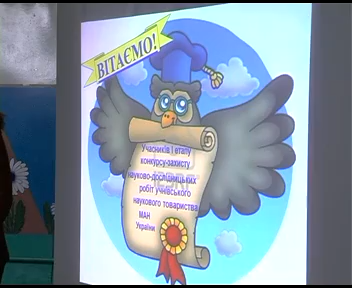 ВІТАЄМО!
Учасників І етапу
конкурсу-захисту
науково-дослідницьких
робіт учнівського
наукового товариства
МАН
України